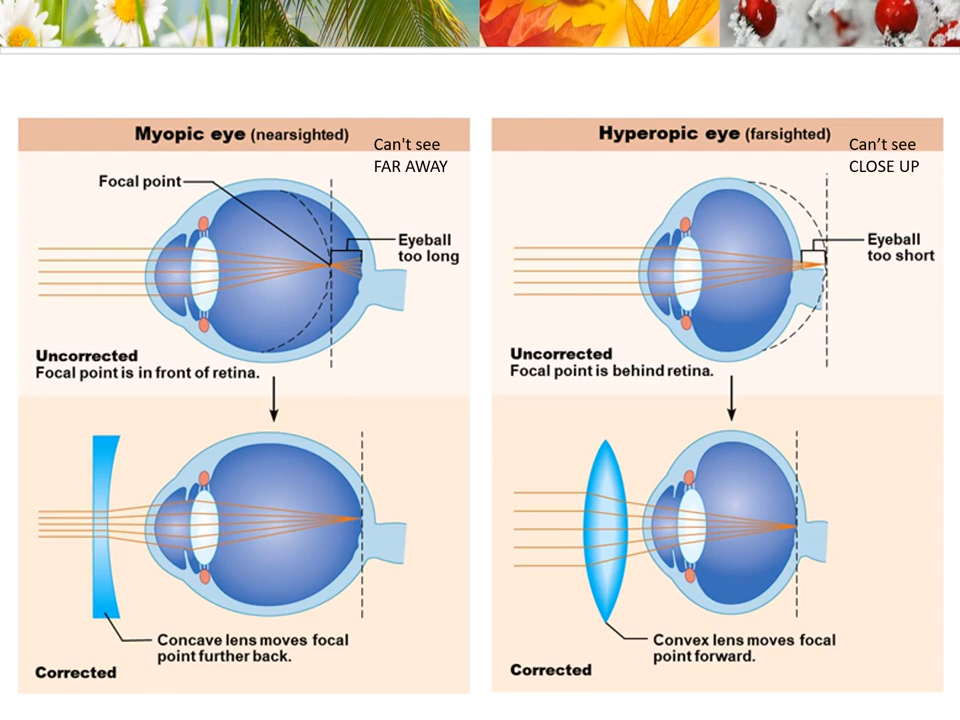 Myopic eye (nearsighted)
Can't see
FAR AWAY
Focal point
Eyeball
too long
Uncorrected
Focal point is in front of retina.
Concave lens moves focal
point further back.
Corrected
Hyperopic eye (farsighted)
Can’t see
CLOSE UP
Eyeball
too short
Uncorrected
Focal point is behind retina.
Convex lens moves focal
point forward.
Corrected